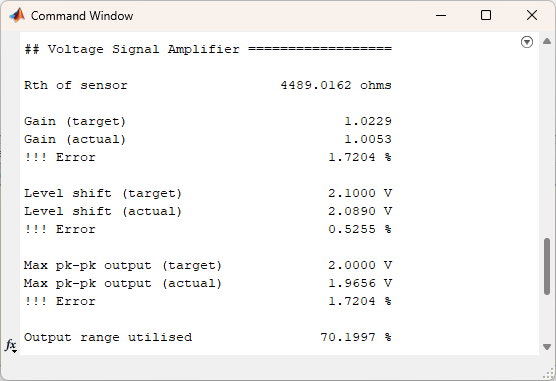 Command Window
## Voltage Signal Amplifier ==================
Rth of sensor 4489.0162 ohms
Gain (target) 1.0229
Gain (actual) 1.0053
!!! Error 1.7204 %
Level shift (target) 2.1000 V
Level shift (actual) 2.0890 V
!!! Error 0.5255 %
Max pk-pk output (target) 2.0000 V
Max pk-pk output (actual) 1.9656 V
!!! Error 1.7204 %
Output range utilised 70.1997 %
fx